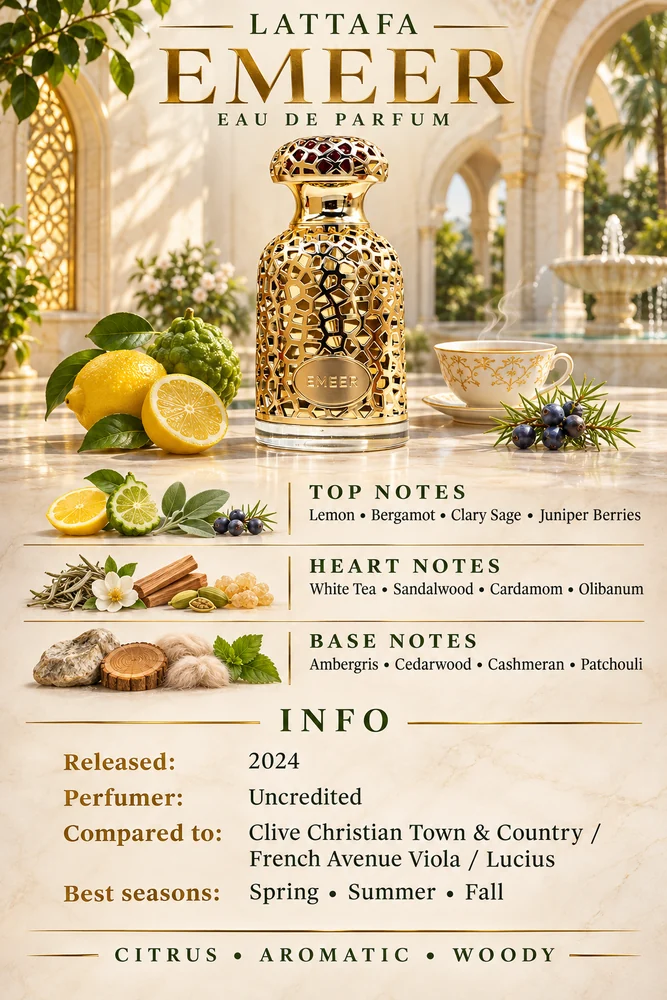 LATTAFA
EMEER
EAU DE PARFUM
EMEER
TOP NOTES
Lemon • Bergamot • Clary Sage • Juniper Berries
HEART NOTES
White Tea • Sandalwood • Cardamom • Olibanum
BASE NOTES
Ambergris • Cedarwood • Cashmeran • Patchouli
INFO
Released: 2024
Perfumer: Uncredited
Compared to: Clive Christian Town & Country /
French Avenue Viola / Lucius
Best seasons: Spring • Summer • Fall
CITRUS • AROMATIC • WOODY